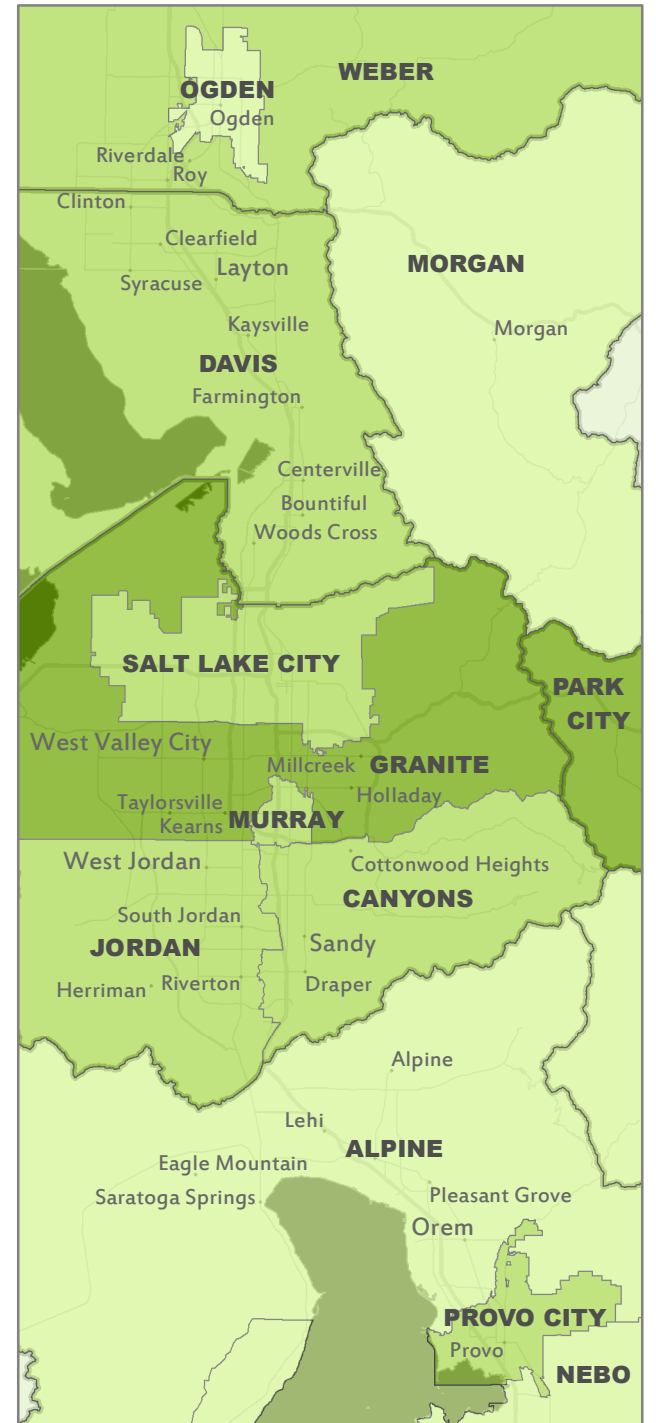 WEBER
OGDEN
Ogden
Riverdale
Roy
Clinton
Clearfield
Layton
Syracuse
MORGAN
Morgan
Kaysville
DAVIS
Farmington
Centerville
Bountiful
Woods Cross
SALT LAKE CITY
PARK
CITY
West Valley City
Millcreek
GRANITE
Holladay
Taylorsville
Kearns
MURRAY
West Jordan
Cottonwood Heights
CANYONS
South Jordan
JORDAN
Sandy
Herriman
Riverton
Draper
Alpine
Lehi
ALPINE
Eagle Mountain
Saratoga Springs
Pleasant Grove
Orem
PROVO CITY
Provo
NEBO